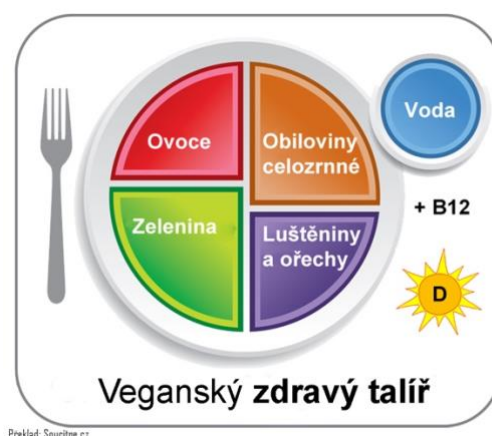 Ovoce
Obiloviny
celozrnné
Voda
Zelenina
Luštěniny
a ořechy
+ B12
D
Veganský zdravý talíř
Překlad: Soucitne.cz